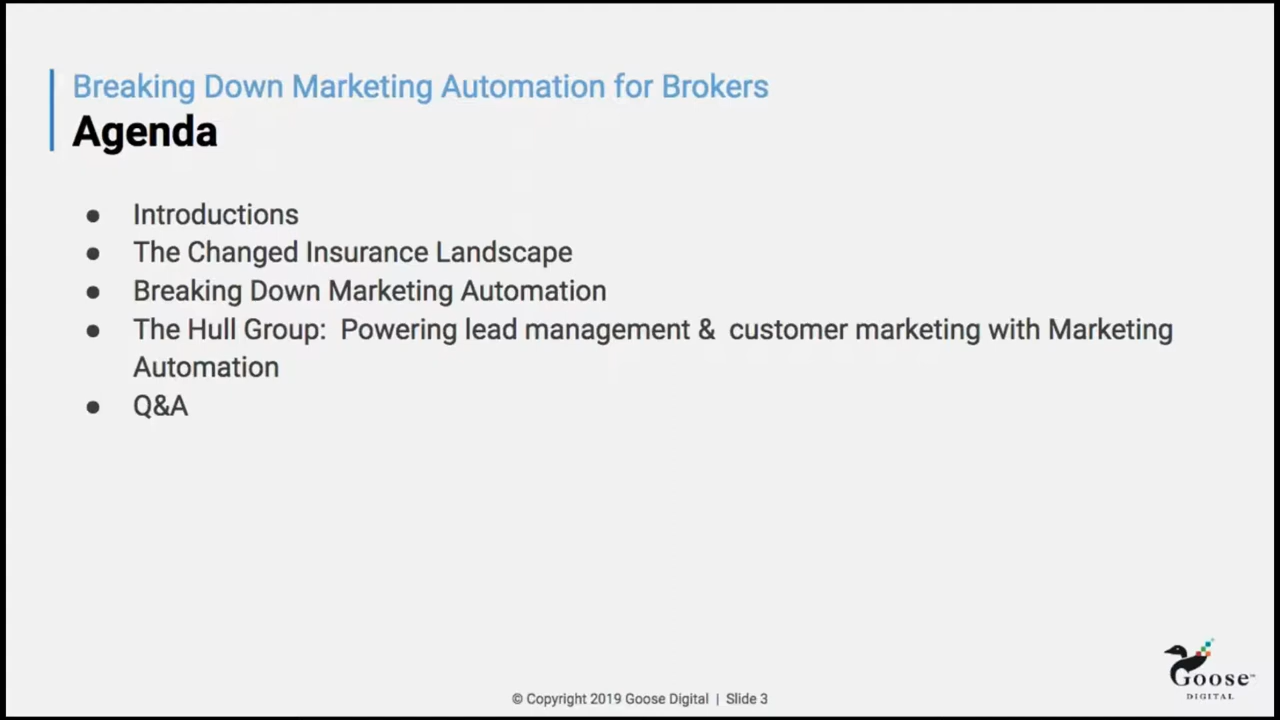 Breaking Down Marketing Automation for Brokers
Agenda
● Introductions
● The Changed Insurance Landscape
● Breaking Down Marketing Automation
● The Hull Group:  Powering lead management &  customer marketing with Marketing
Automation
● Q&A
Goose™
DIGITAL
© Copyright 2019 Goose Digital | Slide 3